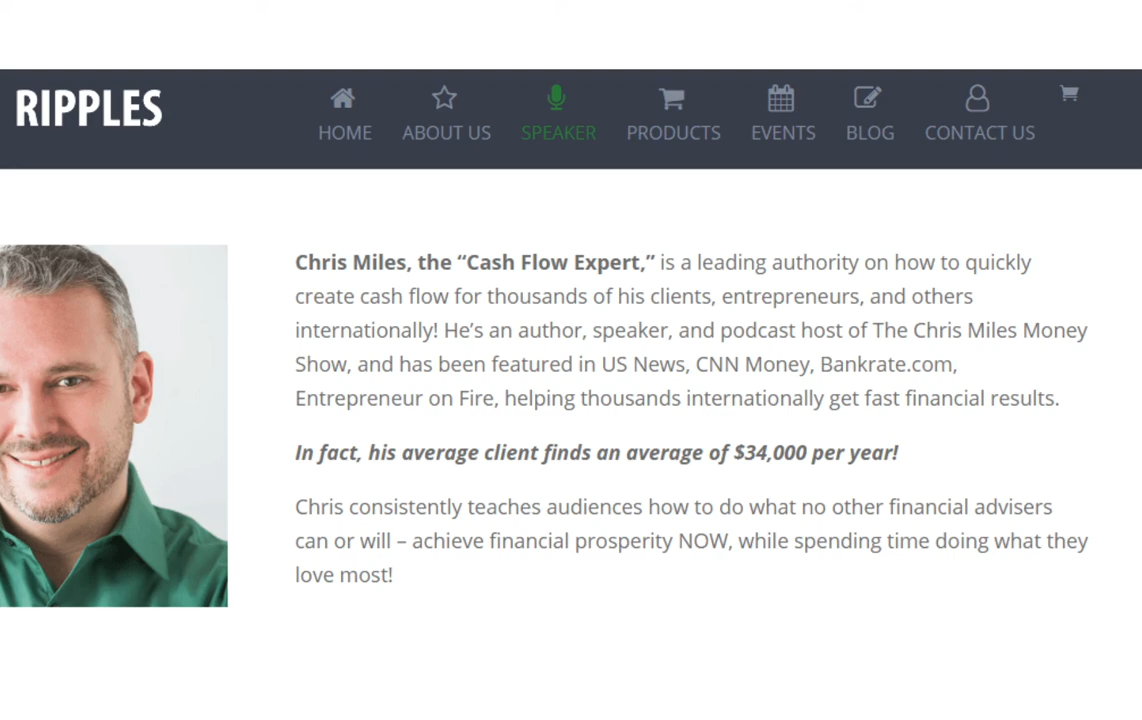 RIPPLES
HOME
ABOUT US
SPEAKER
PRODUCTS
EVENTS
BLOG
CONTACT US
Chris Miles, the “Cash Flow Expert,” is a leading authority on how to quickly
create cash flow for thousands of his clients, entrepreneurs, and others
internationally! He’s an author, speaker, and podcast host of The Chris Miles Money
Show, and has been featured in US News, CNN Money, Bankrate.com,
Entrepreneur on Fire, helping thousands internationally get fast financial results.
In fact, his average client finds an average of $34,000 per year!
Chris consistently teaches audiences how to do what no other financial advisers
can or will – achieve financial prosperity NOW, while spending time doing what they
love most!